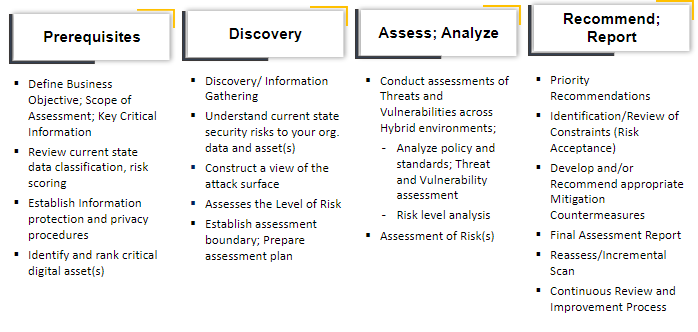 Prerequisites
Define Business
Objective; Scope of
Assessment; Key Critical
Information
Review current state
data classification, risk
scoring
Establish Information
protection and privacy
procedures
Identify and rank critical
digital asset(s)
Discovery
Discovery/ Information
Gathering
Understand current state
security risks to your org.
data and asset(s)
Construct a view of the
attack surface
Assesses the Level of Risk
Establish assessment
boundary; Prepare
assessment plan
Assess; Analyze
Conduct assessments of
Threats and
Vulnerabilities across
Hybrid environments;
- Analyze policy and
standards; Threat
and Vulnerability
assessment
- Risk level analysis
Assessment of Risk(s)
Recommend;
Report
Priority
Recommendations
Identification/Review of
Constraints (Risk
Acceptance)
Develop and/or
Recommend appropriate
Mitigation
Countermeasures
Final Assessment Report
Reassess/Incremental
Scan
Continuous Review and
Improvement Process